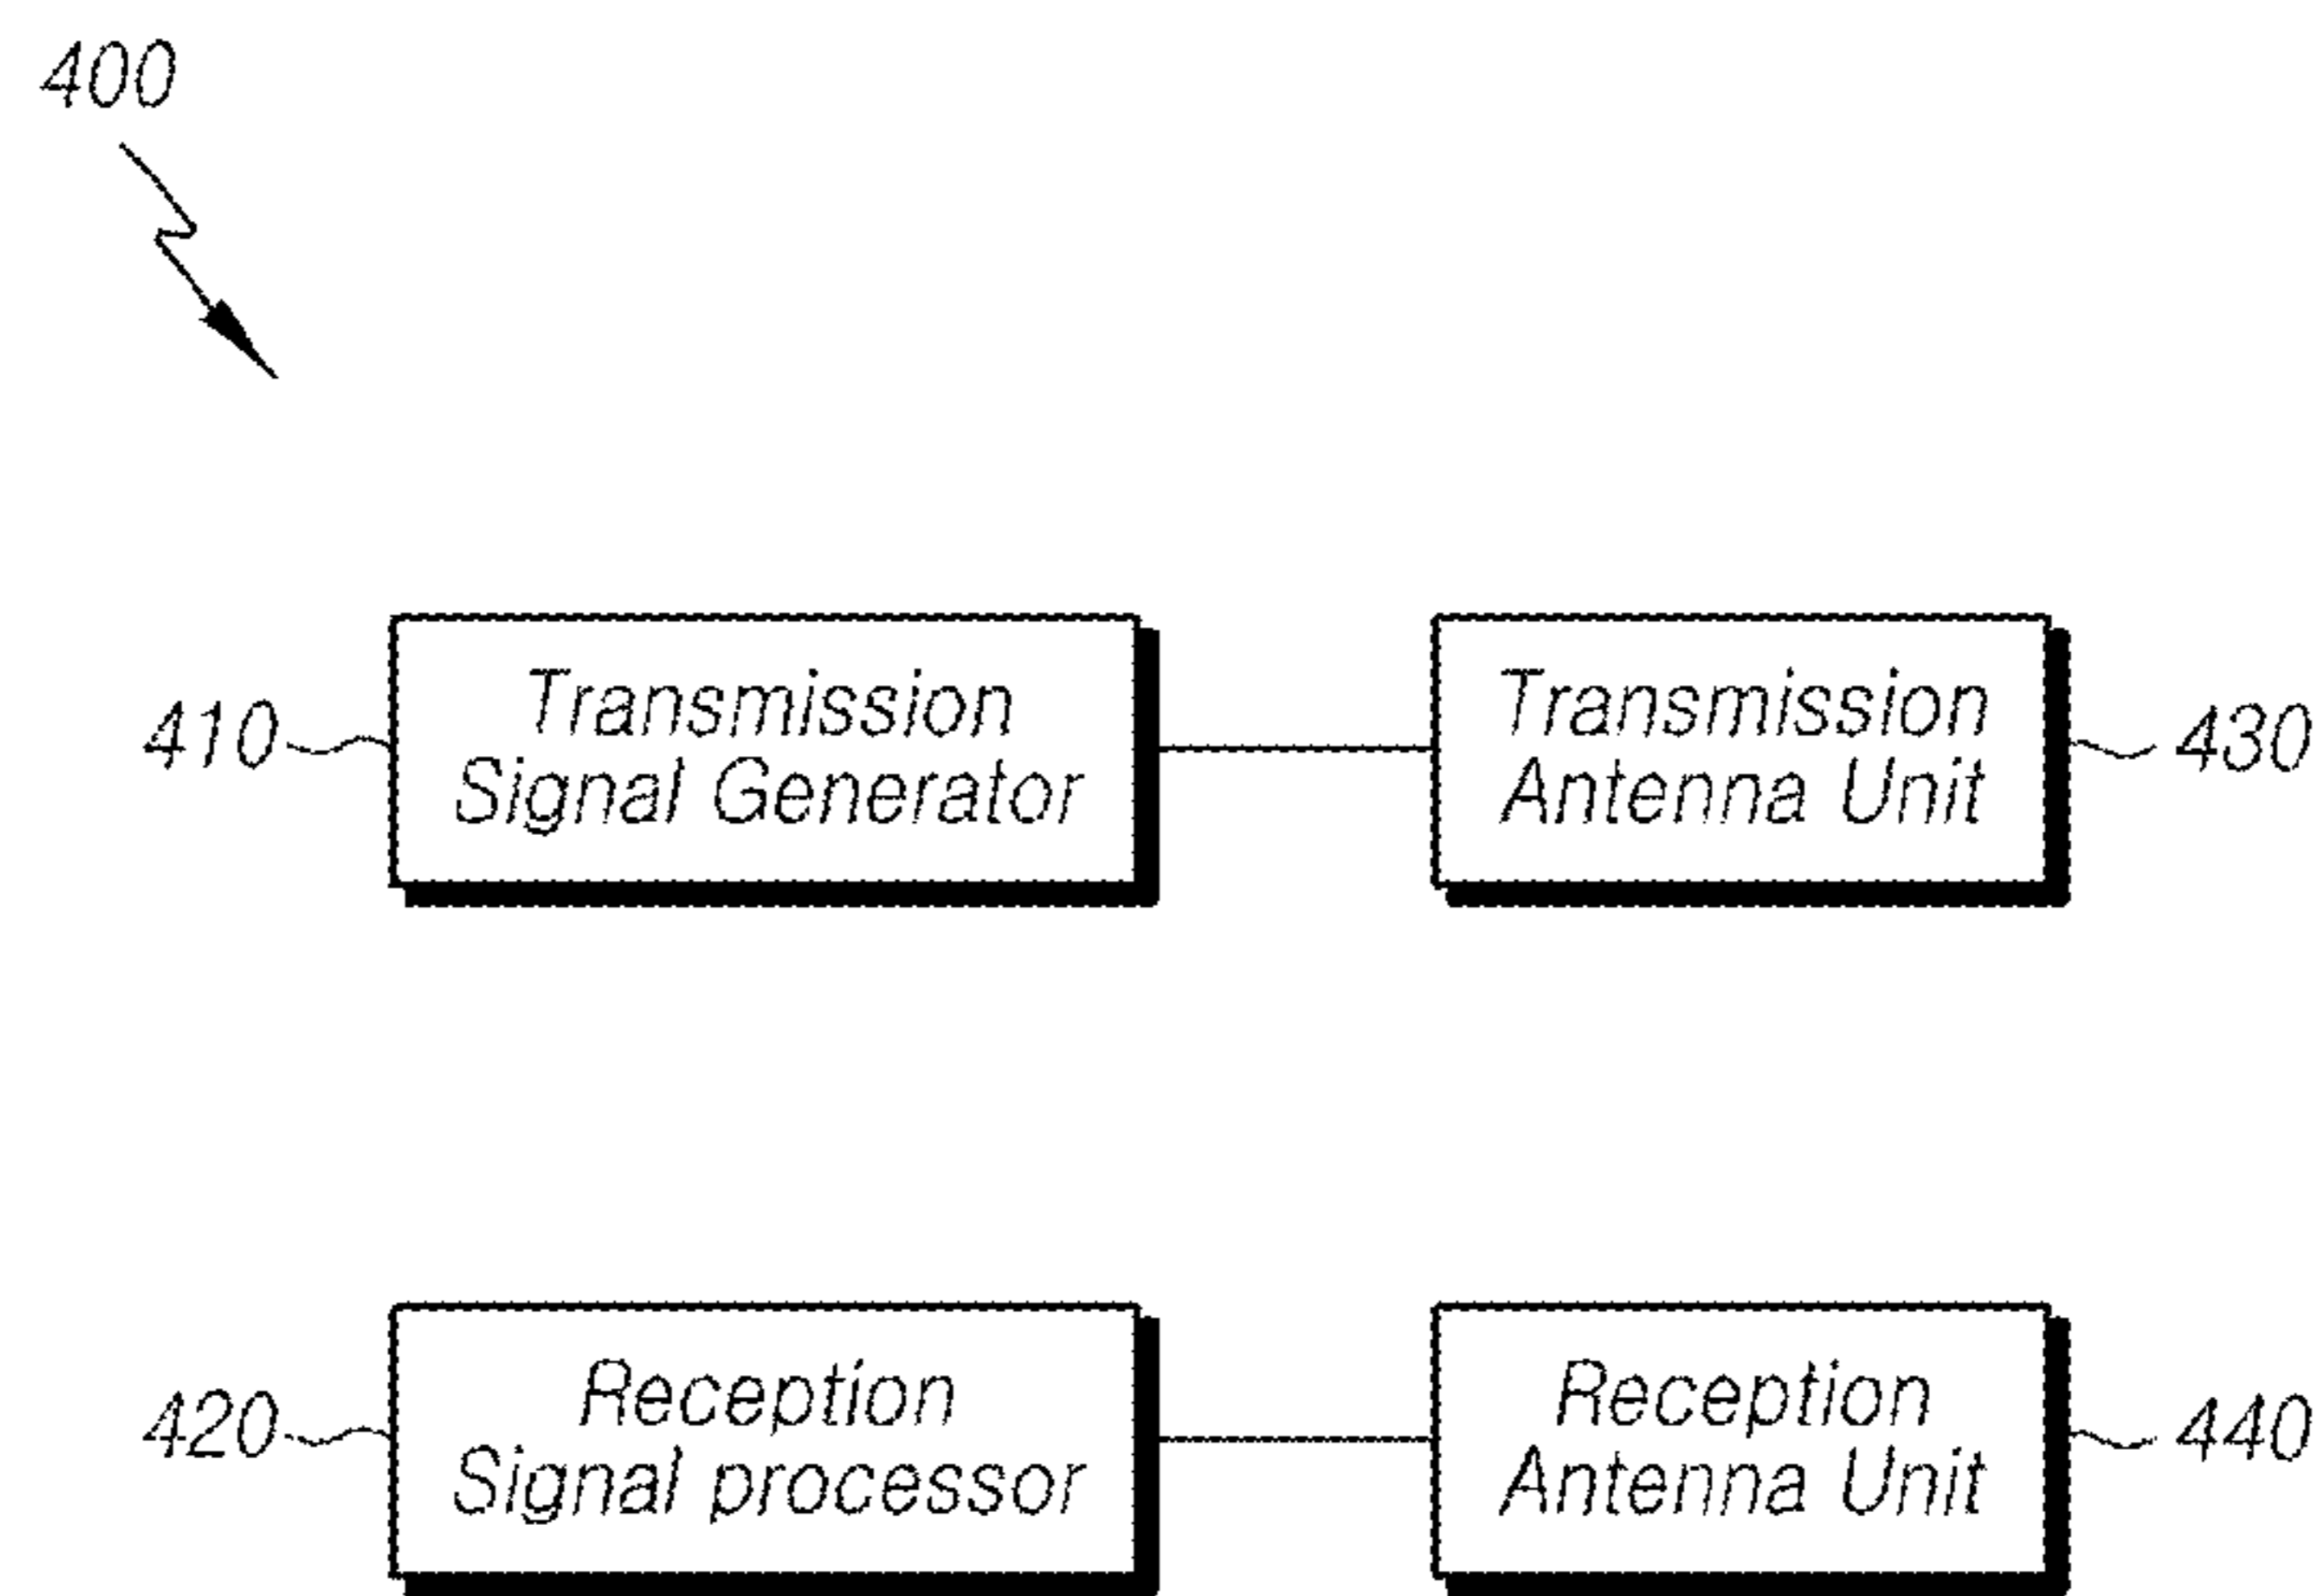 400
Transmission
Signal Generator
410
Transmission
Antenna Unit
430
Reception
Signal processor
420
Reception
Antenna Unit
440